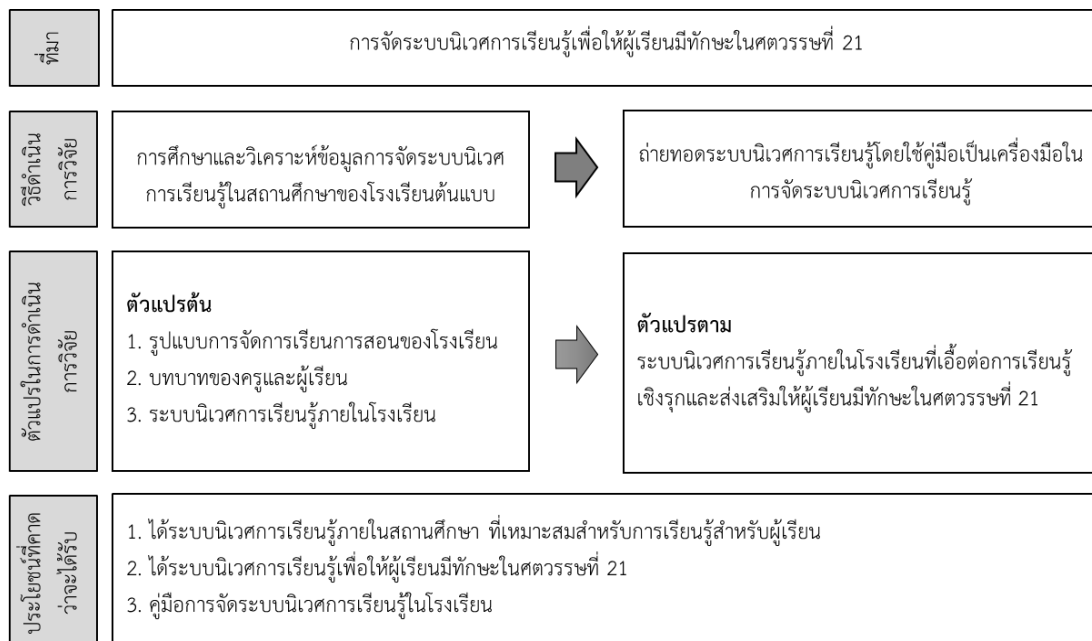 ที่มา
การจัดระบบนิเวศการเรียนรู้เพื่อให้ผู้เรียนมีทักษะในศตวรรษที่ 21
วิธีดำเนิน
การวิจัย
การศึกษาและวิเคราะห์ข้อมูลการจัดระบบนิเวศ
การเรียนรู้ในสถานศึกษาของโรงเรียนต้นแบบ
ถ่ายทอดระบบนิเวศการเรียนรู้โดยใช้คู่มือเป็นเครื่องมือใน
การจัดระบบนิเวศการเรียนรู้
ตัวแปรในการดำเนิน
การวิจัย
ตัวแปรต้น
1. รูปแบบการจัดการเรียนการสอนของโรงเรียน
2. บทบาทของครูและผู้เรียน
3. ระบบนิเวศการเรียนรู้ภายในโรงเรียน
ตัวแปรตาม
ระบบนิเวศการเรียนรู้ภายในโรงเรียนที่เอื้อต่อการเรียนรู้
เชิงรุกและส่งเสริมให้ผู้เรียนมีทักษะในศตวรรษที่ 21
ประโยชน์ที่คาด
ว่าจะได้รับ
1. ได้ระบบนิเวศการเรียนรู้ภายในสถานศึกษา ที่เหมาะสมสำหรับการเรียนรู้สำหรับผู้เรียน
2. ได้ระบบนิเวศการเรียนรู้เพื่อให้ผู้เรียนมีทักษะในศตวรรษที่ 21
3. คู่มือการจัดระบบนิเวศการเรียนรู้ในโรงเรียน